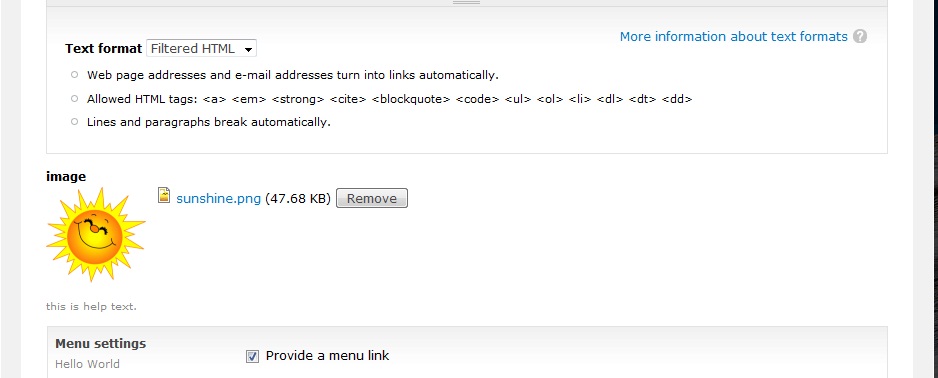 More information about text formats ?
Text format Filtered HTML
Web page addresses and e-mail addresses turn into links automatically.
Allowed HTML tags: <a> <em> <strong> <cite> <blockquote> <code> <ul> <ol> <li> <dl> <dt> <dd>
Lines and paragraphs break automatically.
image
sunshine.png (47.68 KB) Remove
this is help text.
Menu settings
Hello World
Provide a menu link